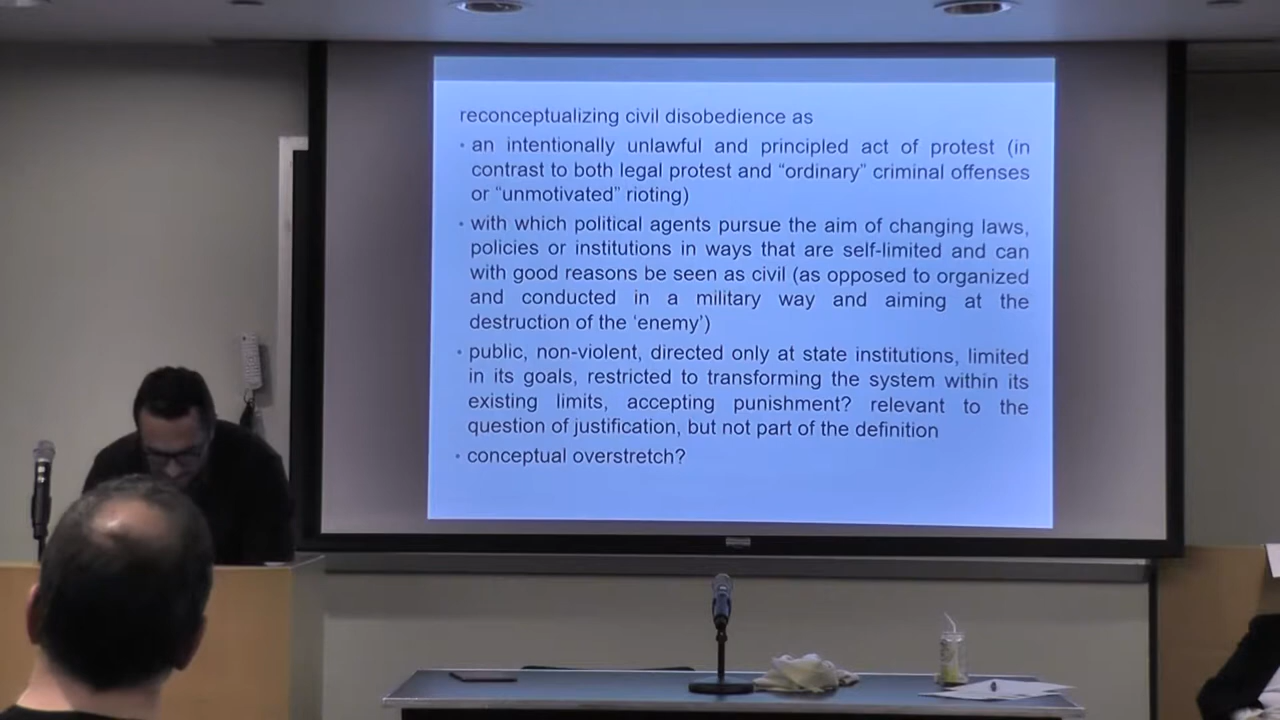 reconceptualizing civil disobedience as
• an intentionally unlawful and principled act of protest (in
contrast to both legal protest and “ordinary” criminal offenses
or “unmotivated” rioting)
• with which political agents pursue the aim of changing laws,
policies or institutions in ways that are self-limited and can
with good reasons be seen as civil (as opposed to organized
and conducted in a military way and aiming at the
destruction of the ‘enemy’)
• public, non-violent, directed only at state institutions, limited
in its goals, restricted to transforming the system within its
existing limits, accepting punishment? relevant to the
question of justification, but not part of the definition
• conceptual overstretch?